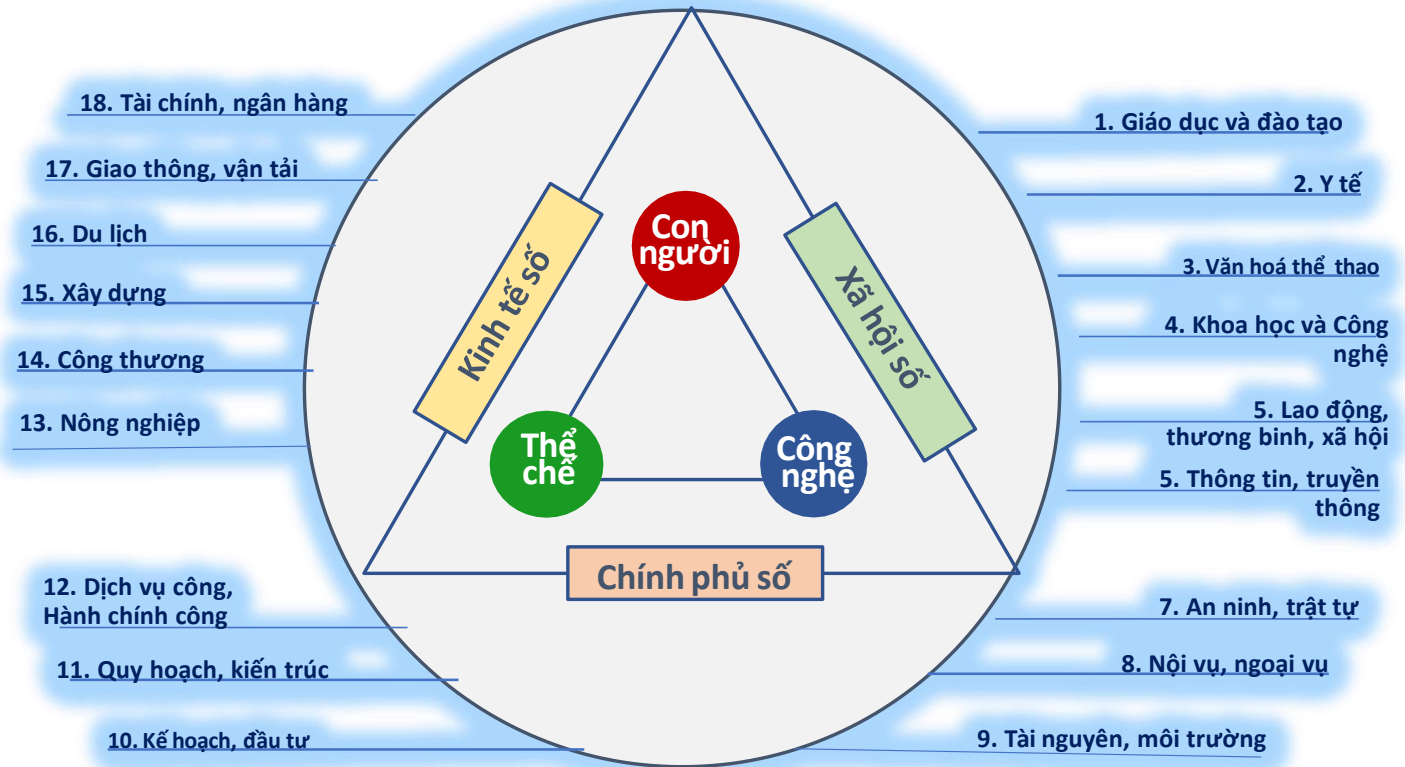 18. Tài chính, ngân hàng
17. Giao thông, vận tải
16. Du lịch
15. Xây dựng
14. Công thương
13. Nông nghiệp
12. Dịch vụ công,
Hành chính công
11. Quy hoạch, kiến trúc
10. Kế hoạch, đầu tư
Kinh tế số
Con
người
Xã hội số
Thể
chế
Công
nghệ
Chính phủ số
1. Giáo dục và đào tạo
2. Y tế
3. Văn hoá thể thao
4. Khoa học và Công
nghệ
5. Lao động,
thương binh, xã hội
5. Thông tin, truyền
thông
7. An ninh, trật tự
8. Nội vụ, ngoại vụ
9. Tài nguyên, môi trường